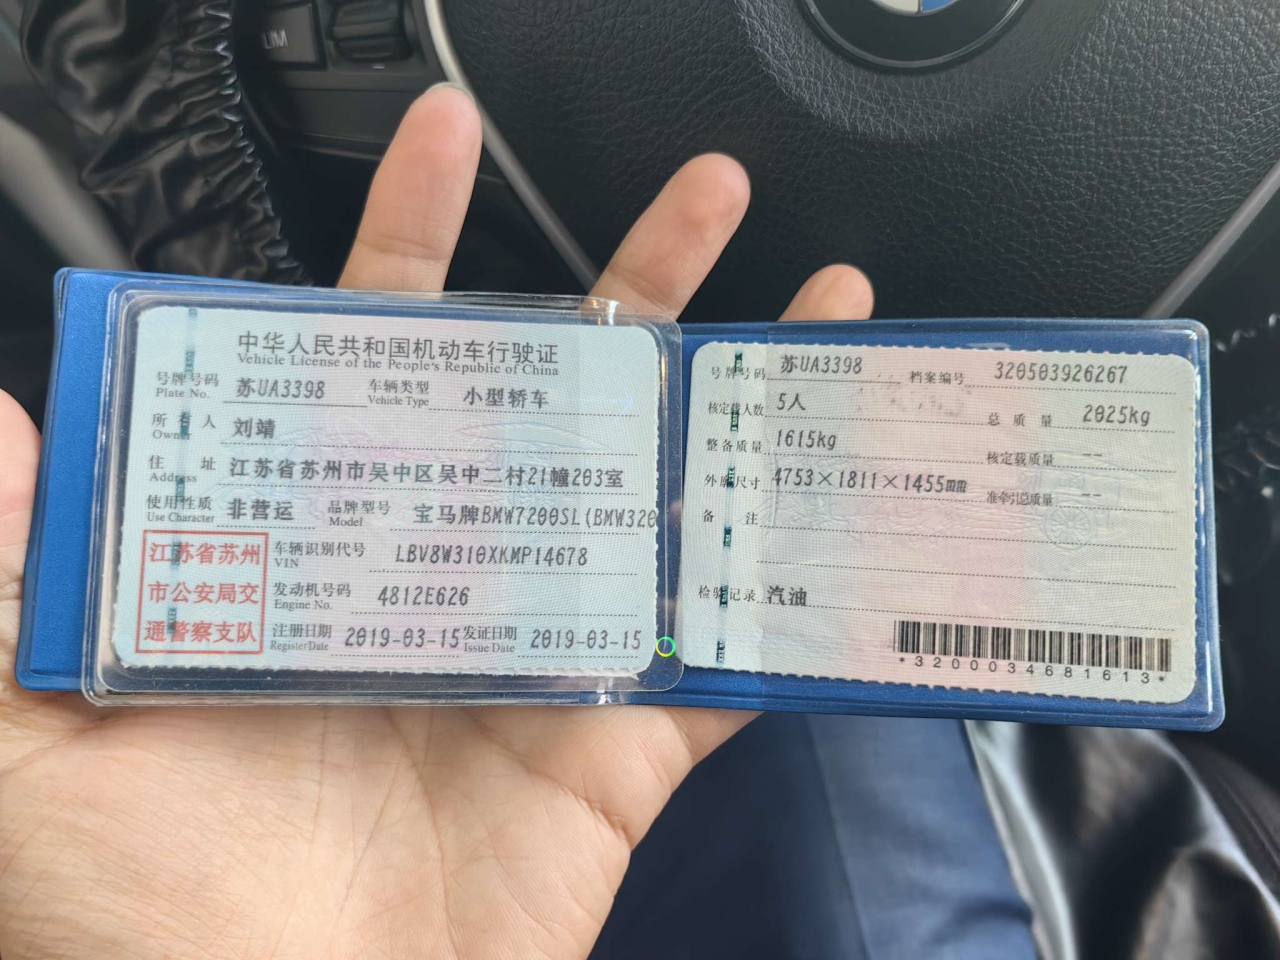 LIM
中华人民共和国机动车行驶证
Vehicle License of the People's Republic of China
号牌号码 苏UA3398 车辆类型 小型轿车
Plate No. Vehicle Type
所有人 刘靖
Owner
住址 江苏省苏州市吴中区吴中二村21幢203室
Address
使用性质 非营运 品牌型号 宝马牌BMW7200SL(BMW320
Use Character Model
江苏省苏州
市公安局交
通警察支队
车辆识别代号 LBV8W310XKMP14678
VIN
发动机号码 4812E626
Engine No.
注册日期 2019-03-15 发证日期 2019-03-15
Register Date Issue Date
号牌号码 苏UA3398 档案编号 320503926267
核定载人数 5人 总质量 2025kg
整备质量 1615kg 核定载质量 --
外廓尺寸 4753×1811×1455mm 准牵引总质量 --
备注
检验记录 汽油
*3200034681613*